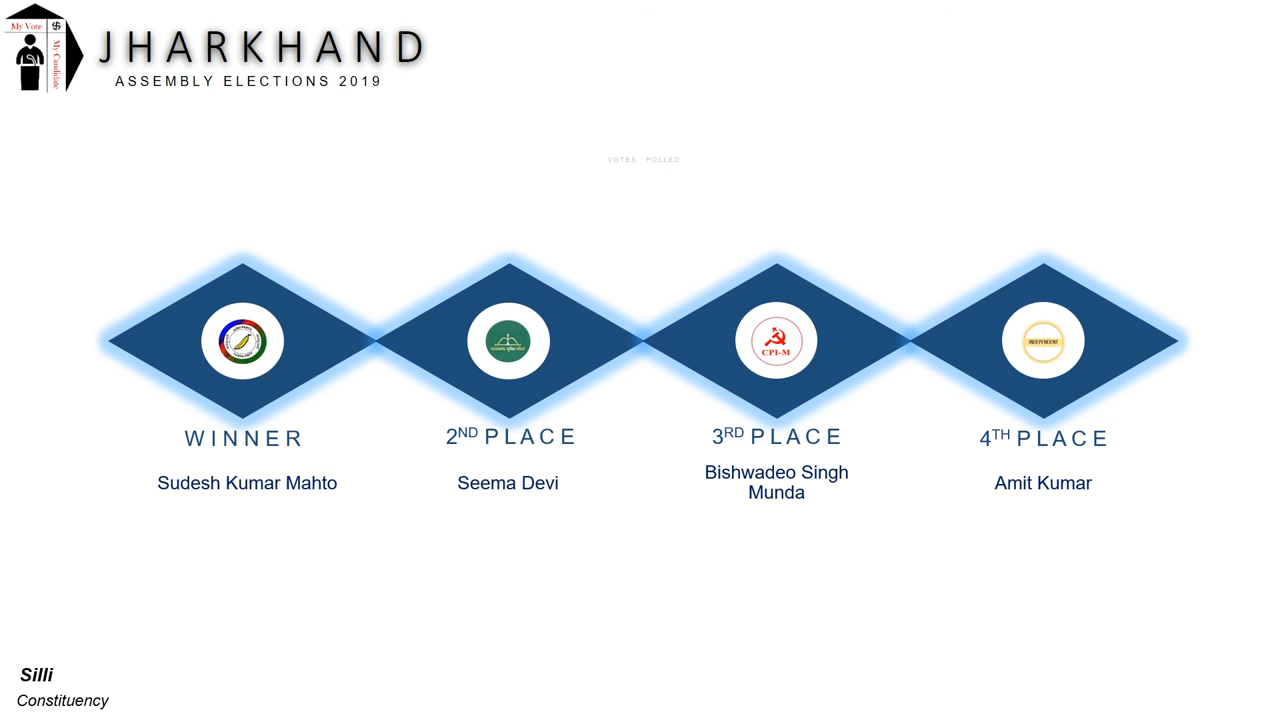 My Vote
My Candidate
JHARKHAND
ASSEMBLY ELECTIONS 2019
VOTES POLLED
CPI-M
INDEPENDENT
WINNER
2ND PLACE
3RD PLACE
4TH PLACE
Sudesh Kumar Mahto
Seema Devi
Bishwadeo Singh
Munda
Amit Kumar
Silli
Constituency